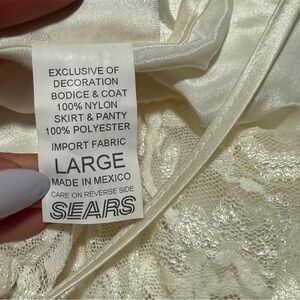 EXCLUSIVE OF
DECORATION
BODICE & COAT
100% NYLON
SKIRT & PANTY
100% POLYESTER
IMPORT FABRIC
LARGE
MADE IN MEXICO
CARE ON REVERSE SIDE
SEARS